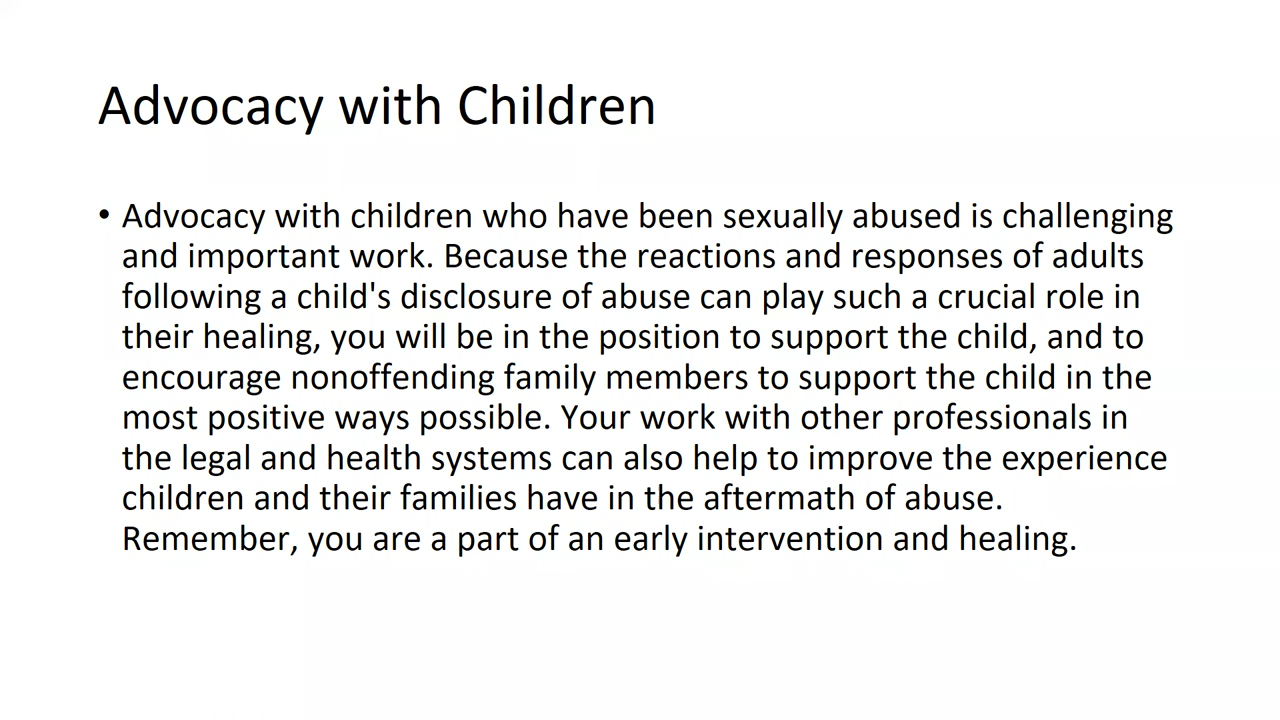 Advocacy with Children
• Advocacy with children who have been sexually abused is challenging
and important work. Because the reactions and responses of adults
following a child's disclosure of abuse can play such a crucial role in
their healing, you will be in the position to support the child, and to
encourage nonoffending family members to support the child in the
most positive ways possible. Your work with other professionals in
the legal and health systems can also help to improve the experience
children and their families have in the aftermath of abuse.
Remember, you are a part of an early intervention and healing.